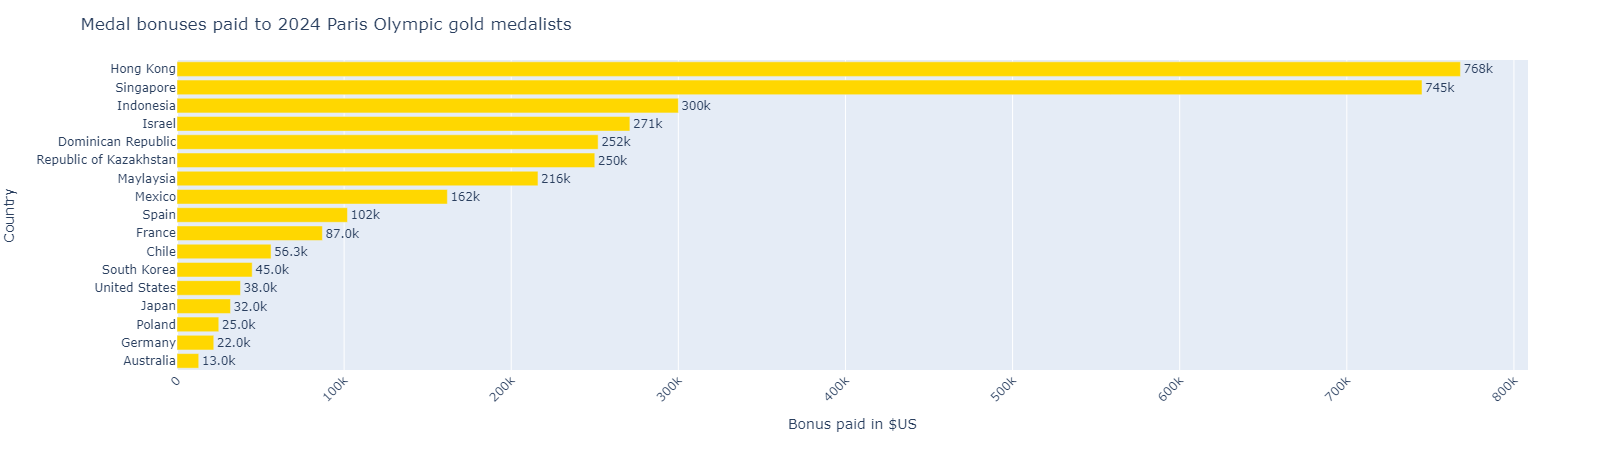 Medal bonuses paid to 2024 Paris Olympic gold medalists
Country
Hong Kong 768k
Singapore 745k
Indonesia 300k
Israel 271k
Dominican Republic 252k
Republic of Kazakhstan 250k
Maylaysia 216k
Mexico 162k
Spain 102k
France 87.0k
Chile 56.3k
South Korea 45.0k
United States 38.0k
Japan 32.0k
Poland 25.0k
Germany 22.0k
Australia 13.0k
0 100k 200k 300k 400k 500k 600k 700k 800k
Bonus paid in $US